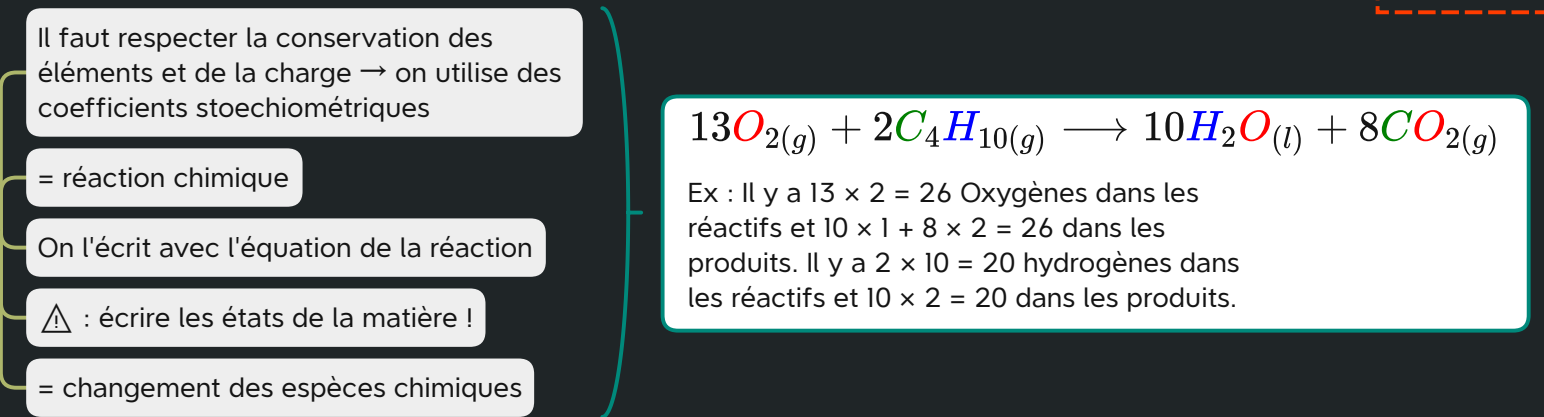 Il faut respecter la conservation des
éléments et de la charge → on utilise des
coefficients stoechiométriques
= réaction chimique
On l'écrit avec l'équation de la réaction
⚠ : écrire les états de la matière !
= changement des espèces chimiques
13O₂₍g₎ + 2C₄H₁₀₍g₎ ⟶ 10H₂O₍l₎ + 8CO₂₍g₎
Ex : Il y a 13 × 2 = 26 Oxygènes dans les
réactifs et 10 × 1 + 8 × 2 = 26 dans les
produits. Il y a 2 × 10 = 20 hydrogènes dans
les réactifs et 10 × 2 = 20 dans les produits.